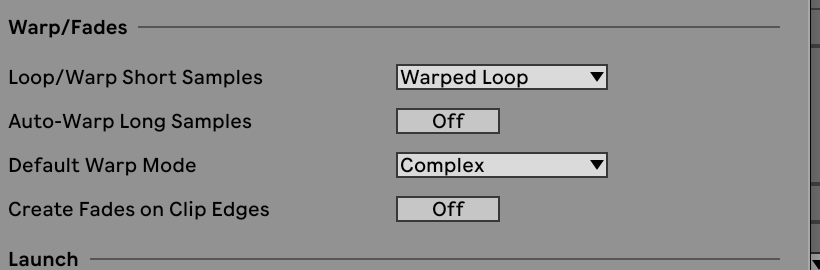 Warp/Fades
Loop/Warp Short Samples Warped Loop
Auto-Warp Long Samples Off
Default Warp Mode Complex
Create Fades on Clip Edges Off
Launch